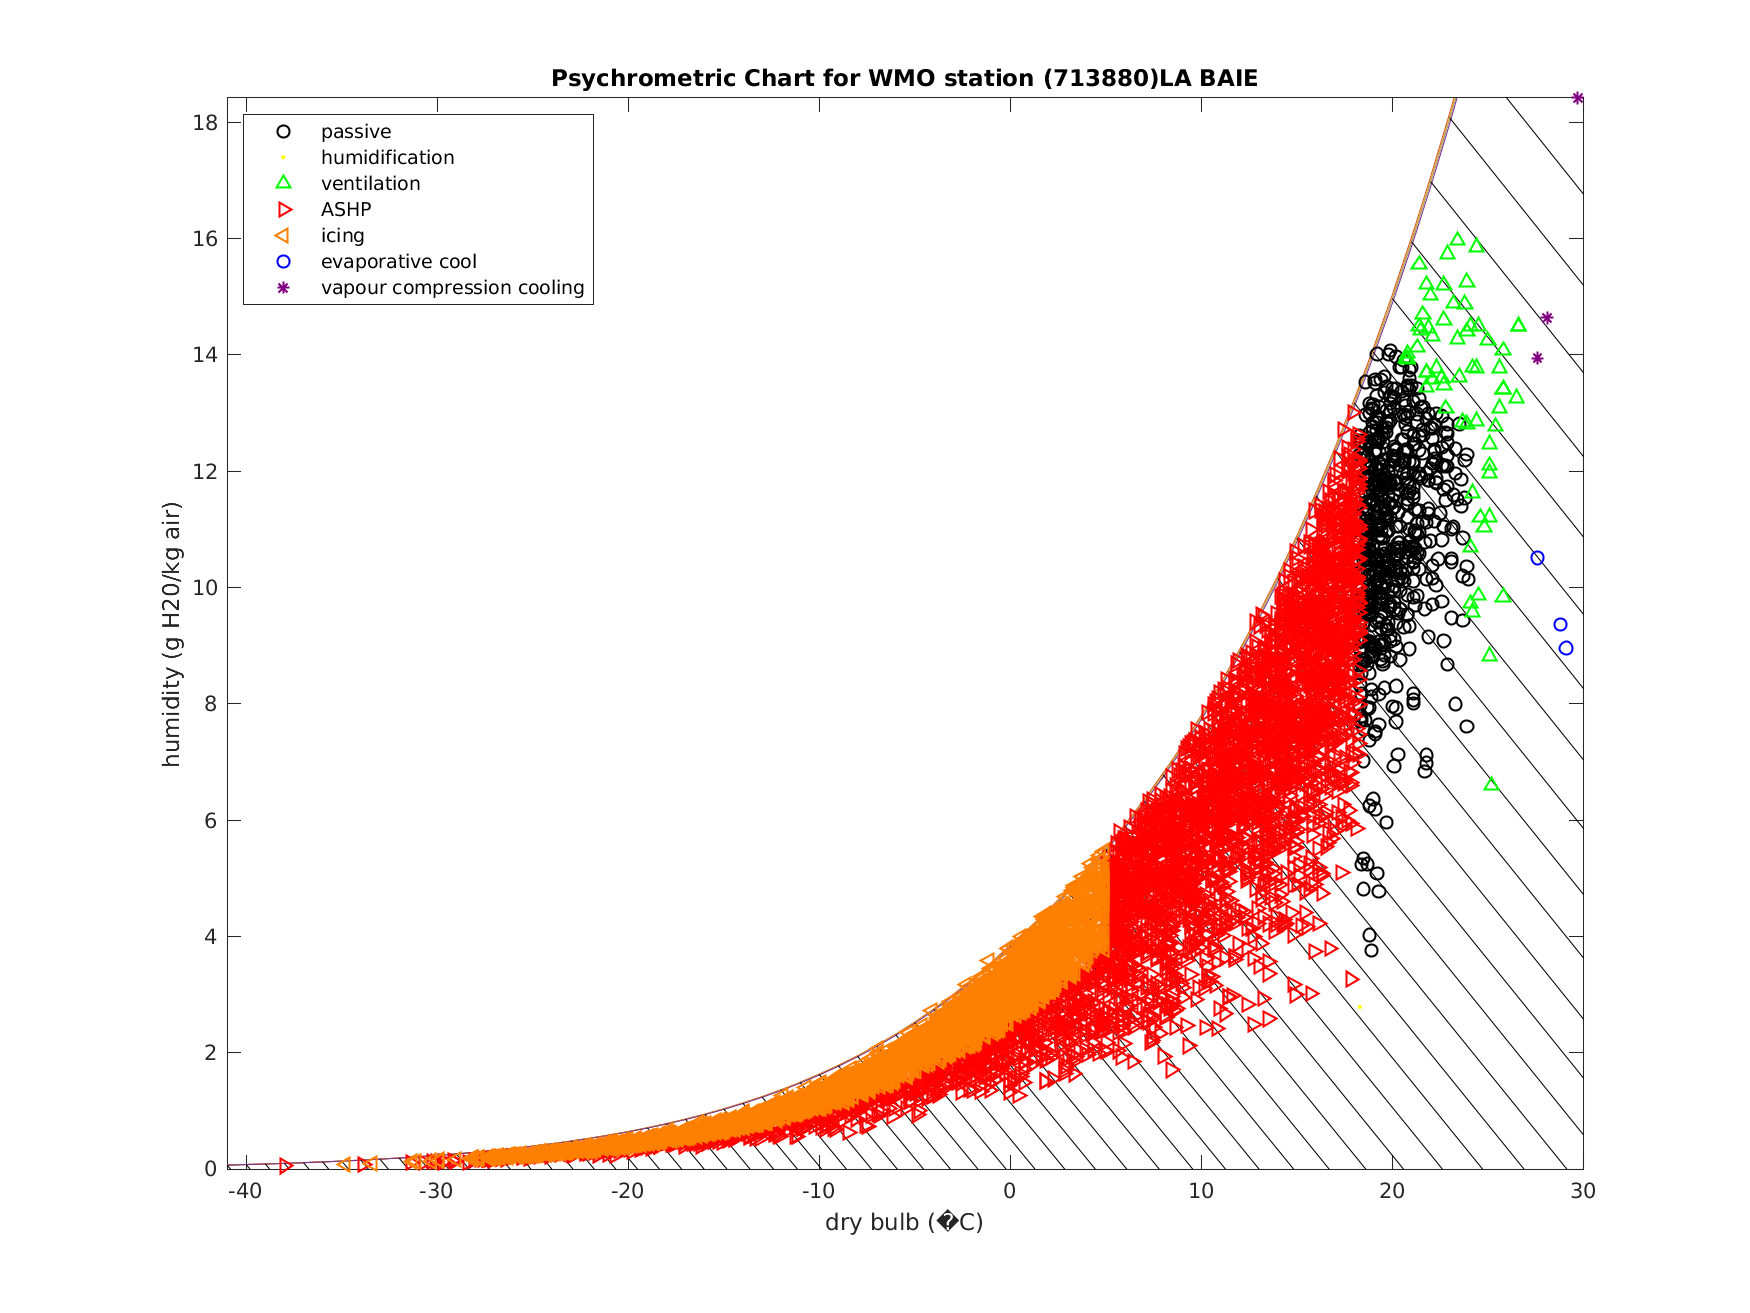 Psychrometric Chart for WMO station (713880)LA BAIE
passive
humidification
ventilation
ASHP
icing
evaporative cool
vapour compression cooling
humidity (g H20/kg air)
18
16
14
12
10
8
6
4
2
0
-40 -30 -20 -10 0 10 20 30
dry bulb (�C)